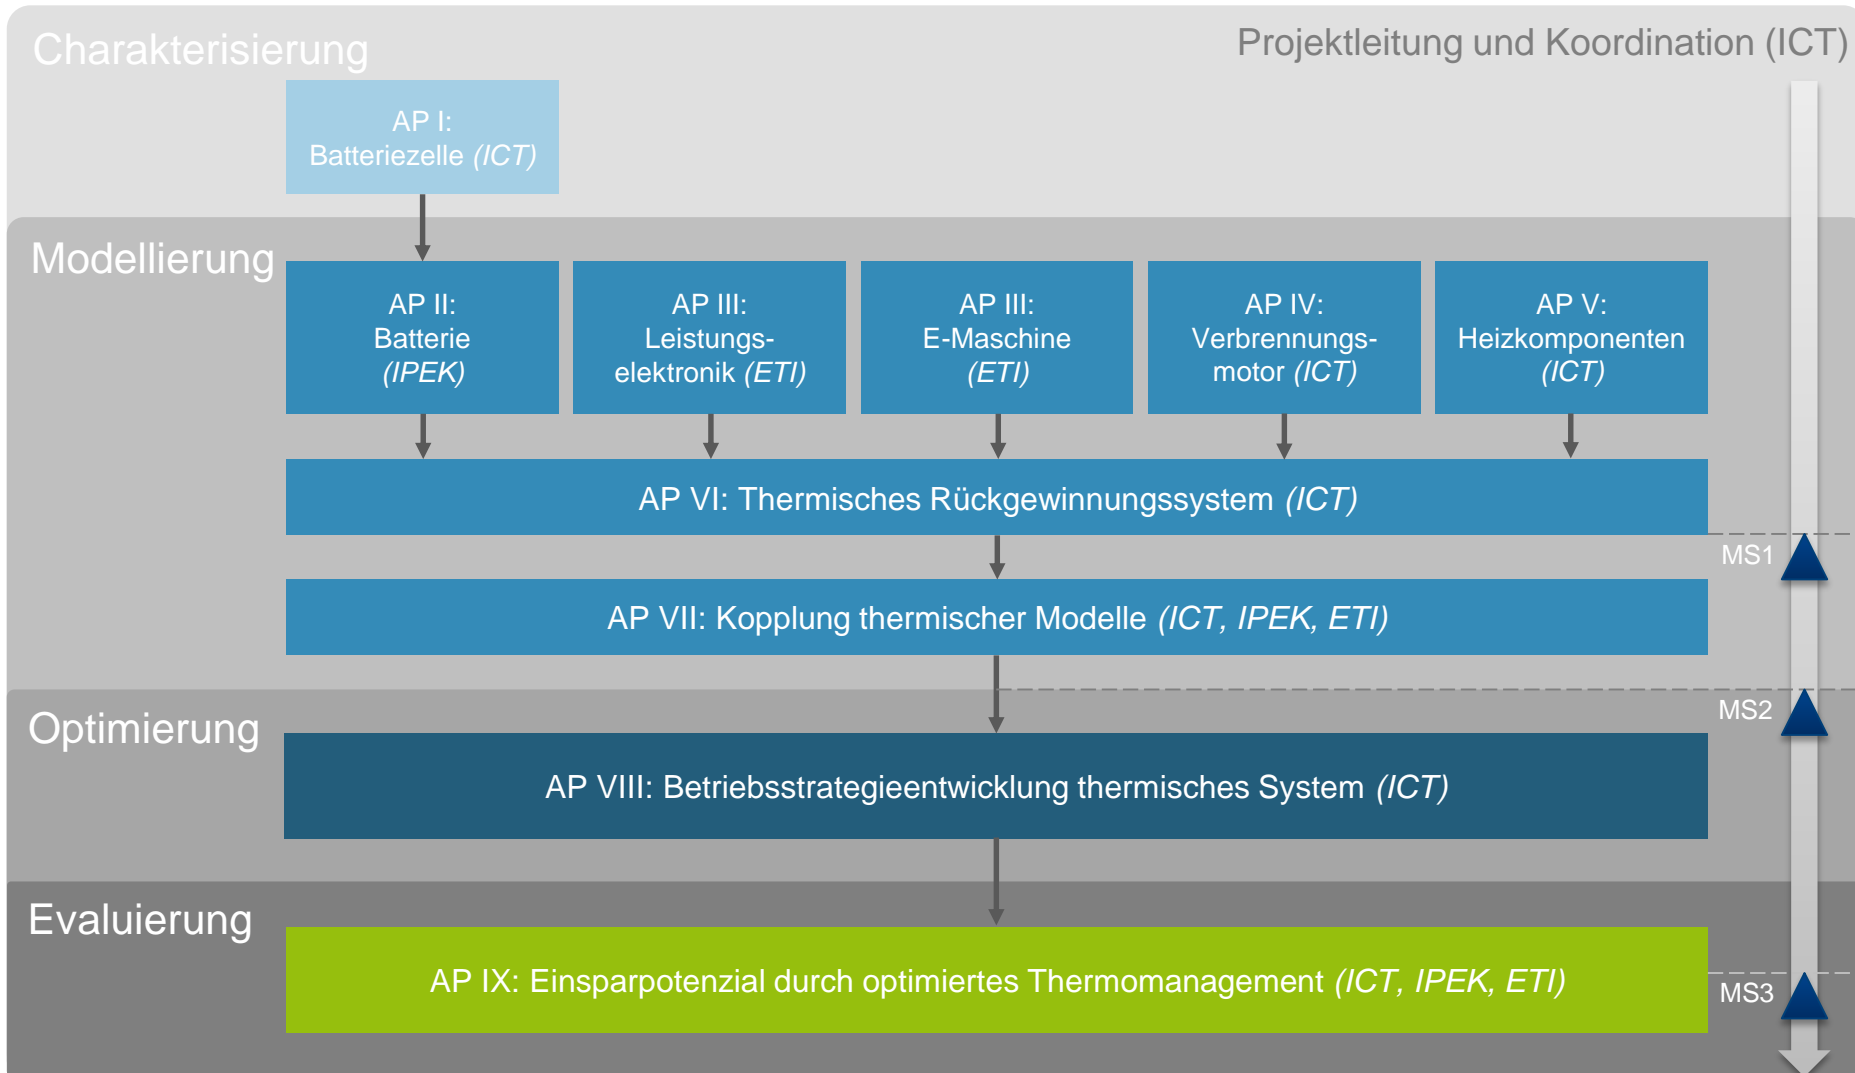 Charakterisierung
Projektleitung und Koordination (ICT)
AP I:
Batteriezelle (ICT)
Modellierung
AP II:
Batterie
(IPEK)
AP III:
Leistungs-
elektronik (ETI)
AP III:
E-Maschine
(ETI)
AP IV:
Verbrennungs-
motor (ICT)
AP V:
Heizkomponenten
(ICT)
AP VI: Thermisches Rückgewinnungssystem (ICT)
MS1
AP VII: Kopplung thermischer Modelle (ICT, IPEK, ETI)
MS2
Optimierung
AP VIII: Betriebsstrategieentwicklung thermisches System (ICT)
Evaluierung
AP IX: Einsparpotenzial durch optimiertes Thermomanagement (ICT, IPEK, ETI)
MS3